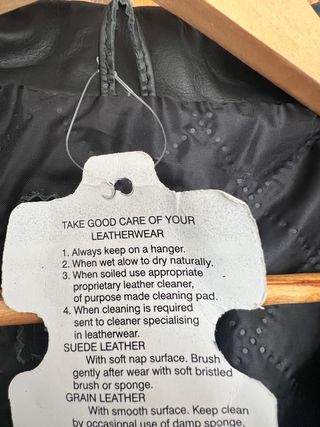 TAKE GOOD CARE OF YOUR
LEATHERWEAR
1. Always keep on a hanger.
2. When wet alow to dry naturally.
3. When soiled use appropriate
proprietary leather cleaner,
of purpose made cleaning pad.
4. When cleaning is required
sent to cleaner specialising
in leatherwear.
SUEDE LEATHER
With soft nap surface. Brush
gently after wear with soft bristled
brush or sponge.
GRAIN LEATHER
With smooth surface. Keep clean
by occasional use of damp sponge,